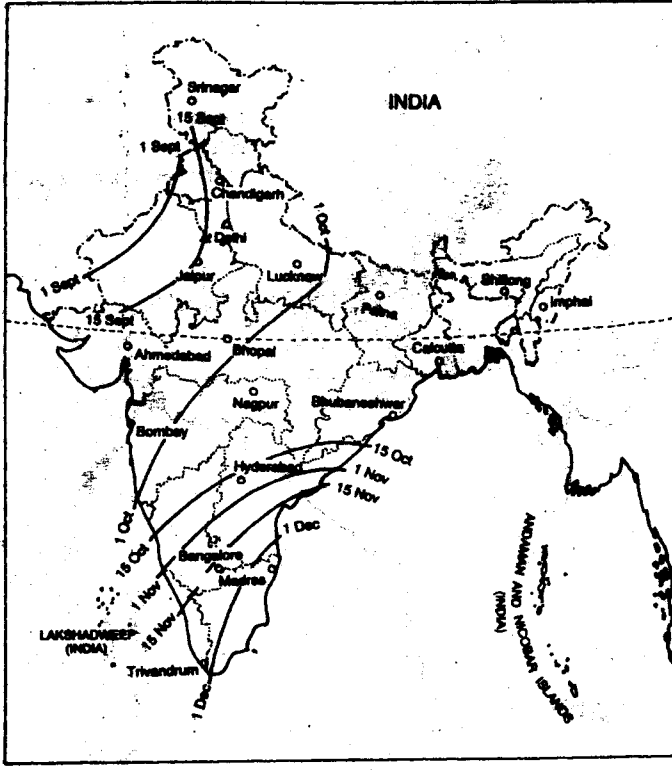 Srinagar
INDIA
15 Sept
1 Sept
Chandigarh
Delhi
1 Oct
1 Sept
Jaipur
Lucknow
Shillong
Patna
Imphal
15 Sept
Ahmedabad
Bhopal
Calcutta
Nagpur
Bhubaneshwar
Bombay
15 Oct
Hyderabad
1 Nov
15 Nov
1 Oct
1 Dec
15 Oct
Bangalore
Madras
1 Nov
15 Nov
LAKSHADWEEP
(INDIA)
ANDAMAN AND NICOBAR ISLANDS
(INDIA)
Trivandrum
1 Dec